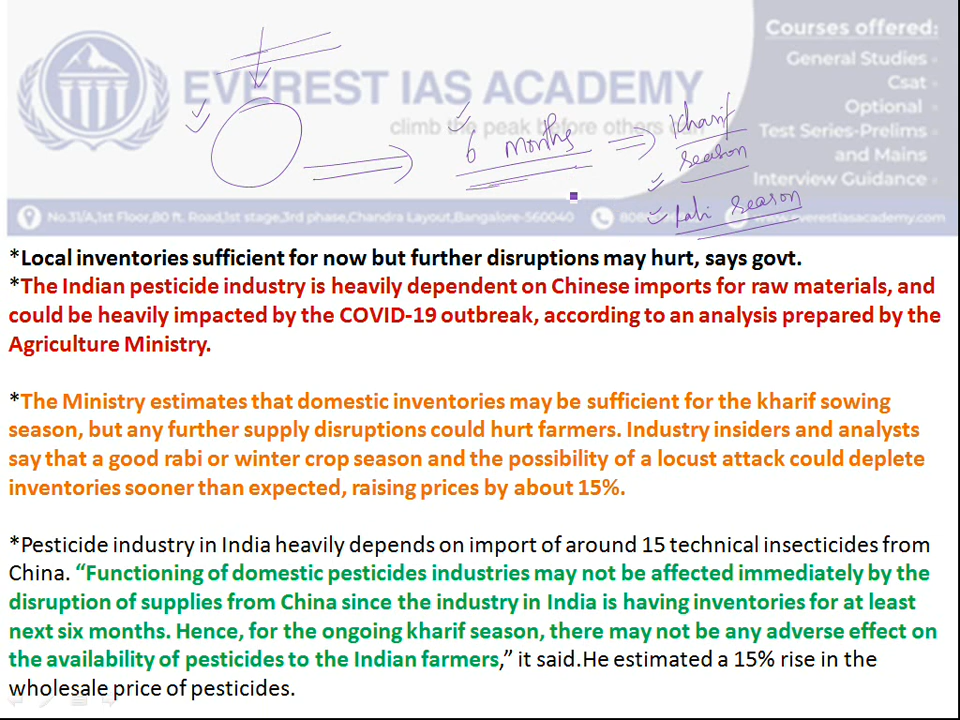 Courses offered:
General Studies
EVEREST IAS ACADEMY
Csat
Optional
climb the peak before others can
Test Series-Prelims
and Mains
Interview Guidance
6 months
Kharif
season
Rabi season
No.31/A,1st Floor,80 ft. Road,1st stage,3rd phase,Chandra Layout,Bangalore-560040
everestiasacademy.com
*Local inventories sufficient for now but further disruptions may hurt, says govt.
*The Indian pesticide industry is heavily dependent on Chinese imports for raw materials, and
could be heavily impacted by the COVID-19 outbreak, according to an analysis prepared by the
Agriculture Ministry.
*The Ministry estimates that domestic inventories may be sufficient for the kharif sowing
season, but any further supply disruptions could hurt farmers. Industry insiders and analysts
say that a good rabi or winter crop season and the possibility of a locust attack could deplete
inventories sooner than expected, raising prices by about 15%.
*Pesticide industry in India heavily depends on import of around 15 technical insecticides from
China. “Functioning of domestic pesticides industries may not be affected immediately by the
disruption of supplies from China since the industry in India is having inventories for at least
next six months. Hence, for the ongoing kharif season, there may not be any adverse effect on
the availability of pesticides to the Indian farmers,” it said.He estimated a 15% rise in the
wholesale price of pesticides.